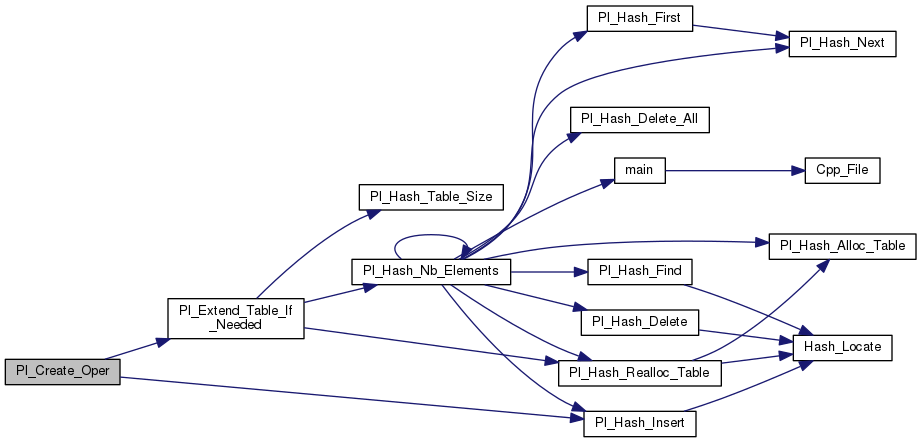 Pl_Hash_First
Pl_Hash_Next
Pl_Hash_Delete_All
main
Cpp_File
Pl_Hash_Table_Size
Pl_Hash_Alloc_Table
Pl_Hash_Nb_Elements
Pl_Hash_Find
Pl_Extend_Table_If
_Needed
Pl_Hash_Delete
Hash_Locate
Pl_Create_Oper
Pl_Hash_Realloc_Table
Pl_Hash_Insert